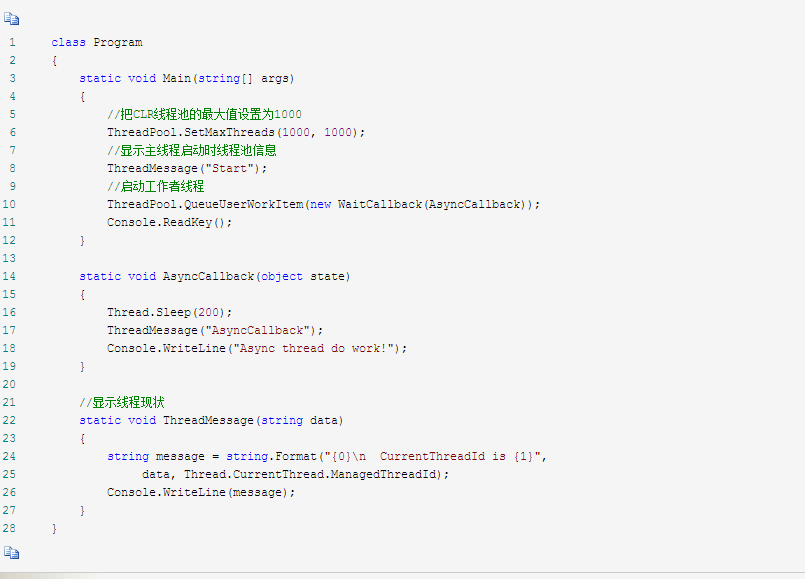 1 class Program
2 {
3 static void Main(string[] args)
4 {
5 //把CLR线程池的最大值设置为1000
6 ThreadPool.SetMaxThreads(1000, 1000);
7 //显示主线程启动时线程池信息
8 ThreadMessage("Start");
9 //启动工作者线程
10 ThreadPool.QueueUserWorkItem(new WaitCallback(AsyncCallback));
11 Console.ReadKey();
12 }
13
14 static void AsyncCallback(object state)
15 {
16 Thread.Sleep(200);
17 ThreadMessage("AsyncCallback");
18 Console.WriteLine("Async thread do work!");
19 }
20
21 //显示线程现状
22 static void ThreadMessage(string data)
23 {
24 string message = string.Format("{0}\n  CurrentThreadId is {1}",
25 data, Thread.CurrentThread.ManagedThreadId);
26 Console.WriteLine(message);
27 }
28 }